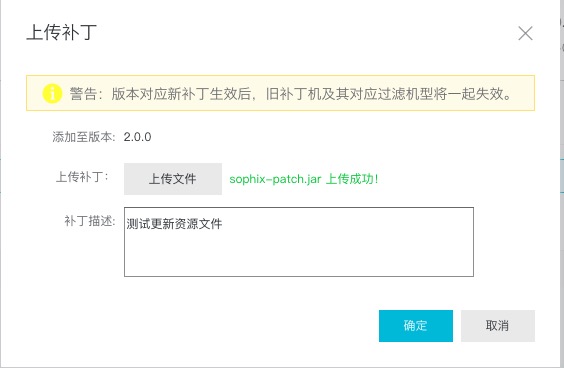 上传补丁
警告：版本对应新补丁生效后，旧补丁机及其对应过滤机型将一起失效。
添加至版本: 2.0.0
上传补丁： 上传文件 sophix-patch.jar 上传成功！
补丁描述: 测试更新资源文件
确定 取消